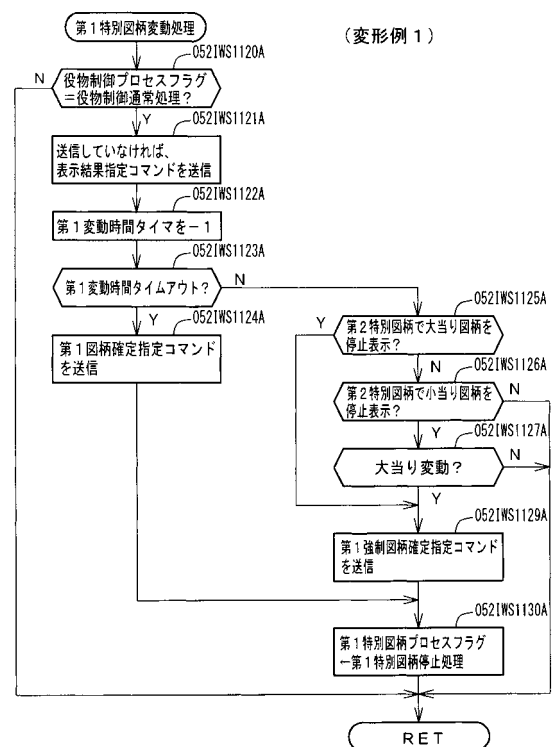 第1特別図柄変動処理
(変形例1)
052IWS1120A
N
役物制御プロセスフラグ
=役物制御通常処理?
Y
052IWS1121A
送信していなければ、
表示結果指定コマンドを送信
052IWS1122A
第1変動時間タイマを-1
052IWS1123A
第1変動時間タイムアウト?
N
Y
052IWS1124A
第1図柄確定指定コマンド
を送信
052IWS1125A
Y
第2特別図柄で大当り図柄を
停止表示?
N
052IWS1126A
第2特別図柄で小当り図柄を
停止表示?
N
Y
052IWS1127A
大当り変動?
N
Y
052IWS1129A
第1強制図柄確定指定コマンド
を送信
052IWS1130A
第1特別図柄プロセスフラグ
←第1特別図柄停止処理
RET